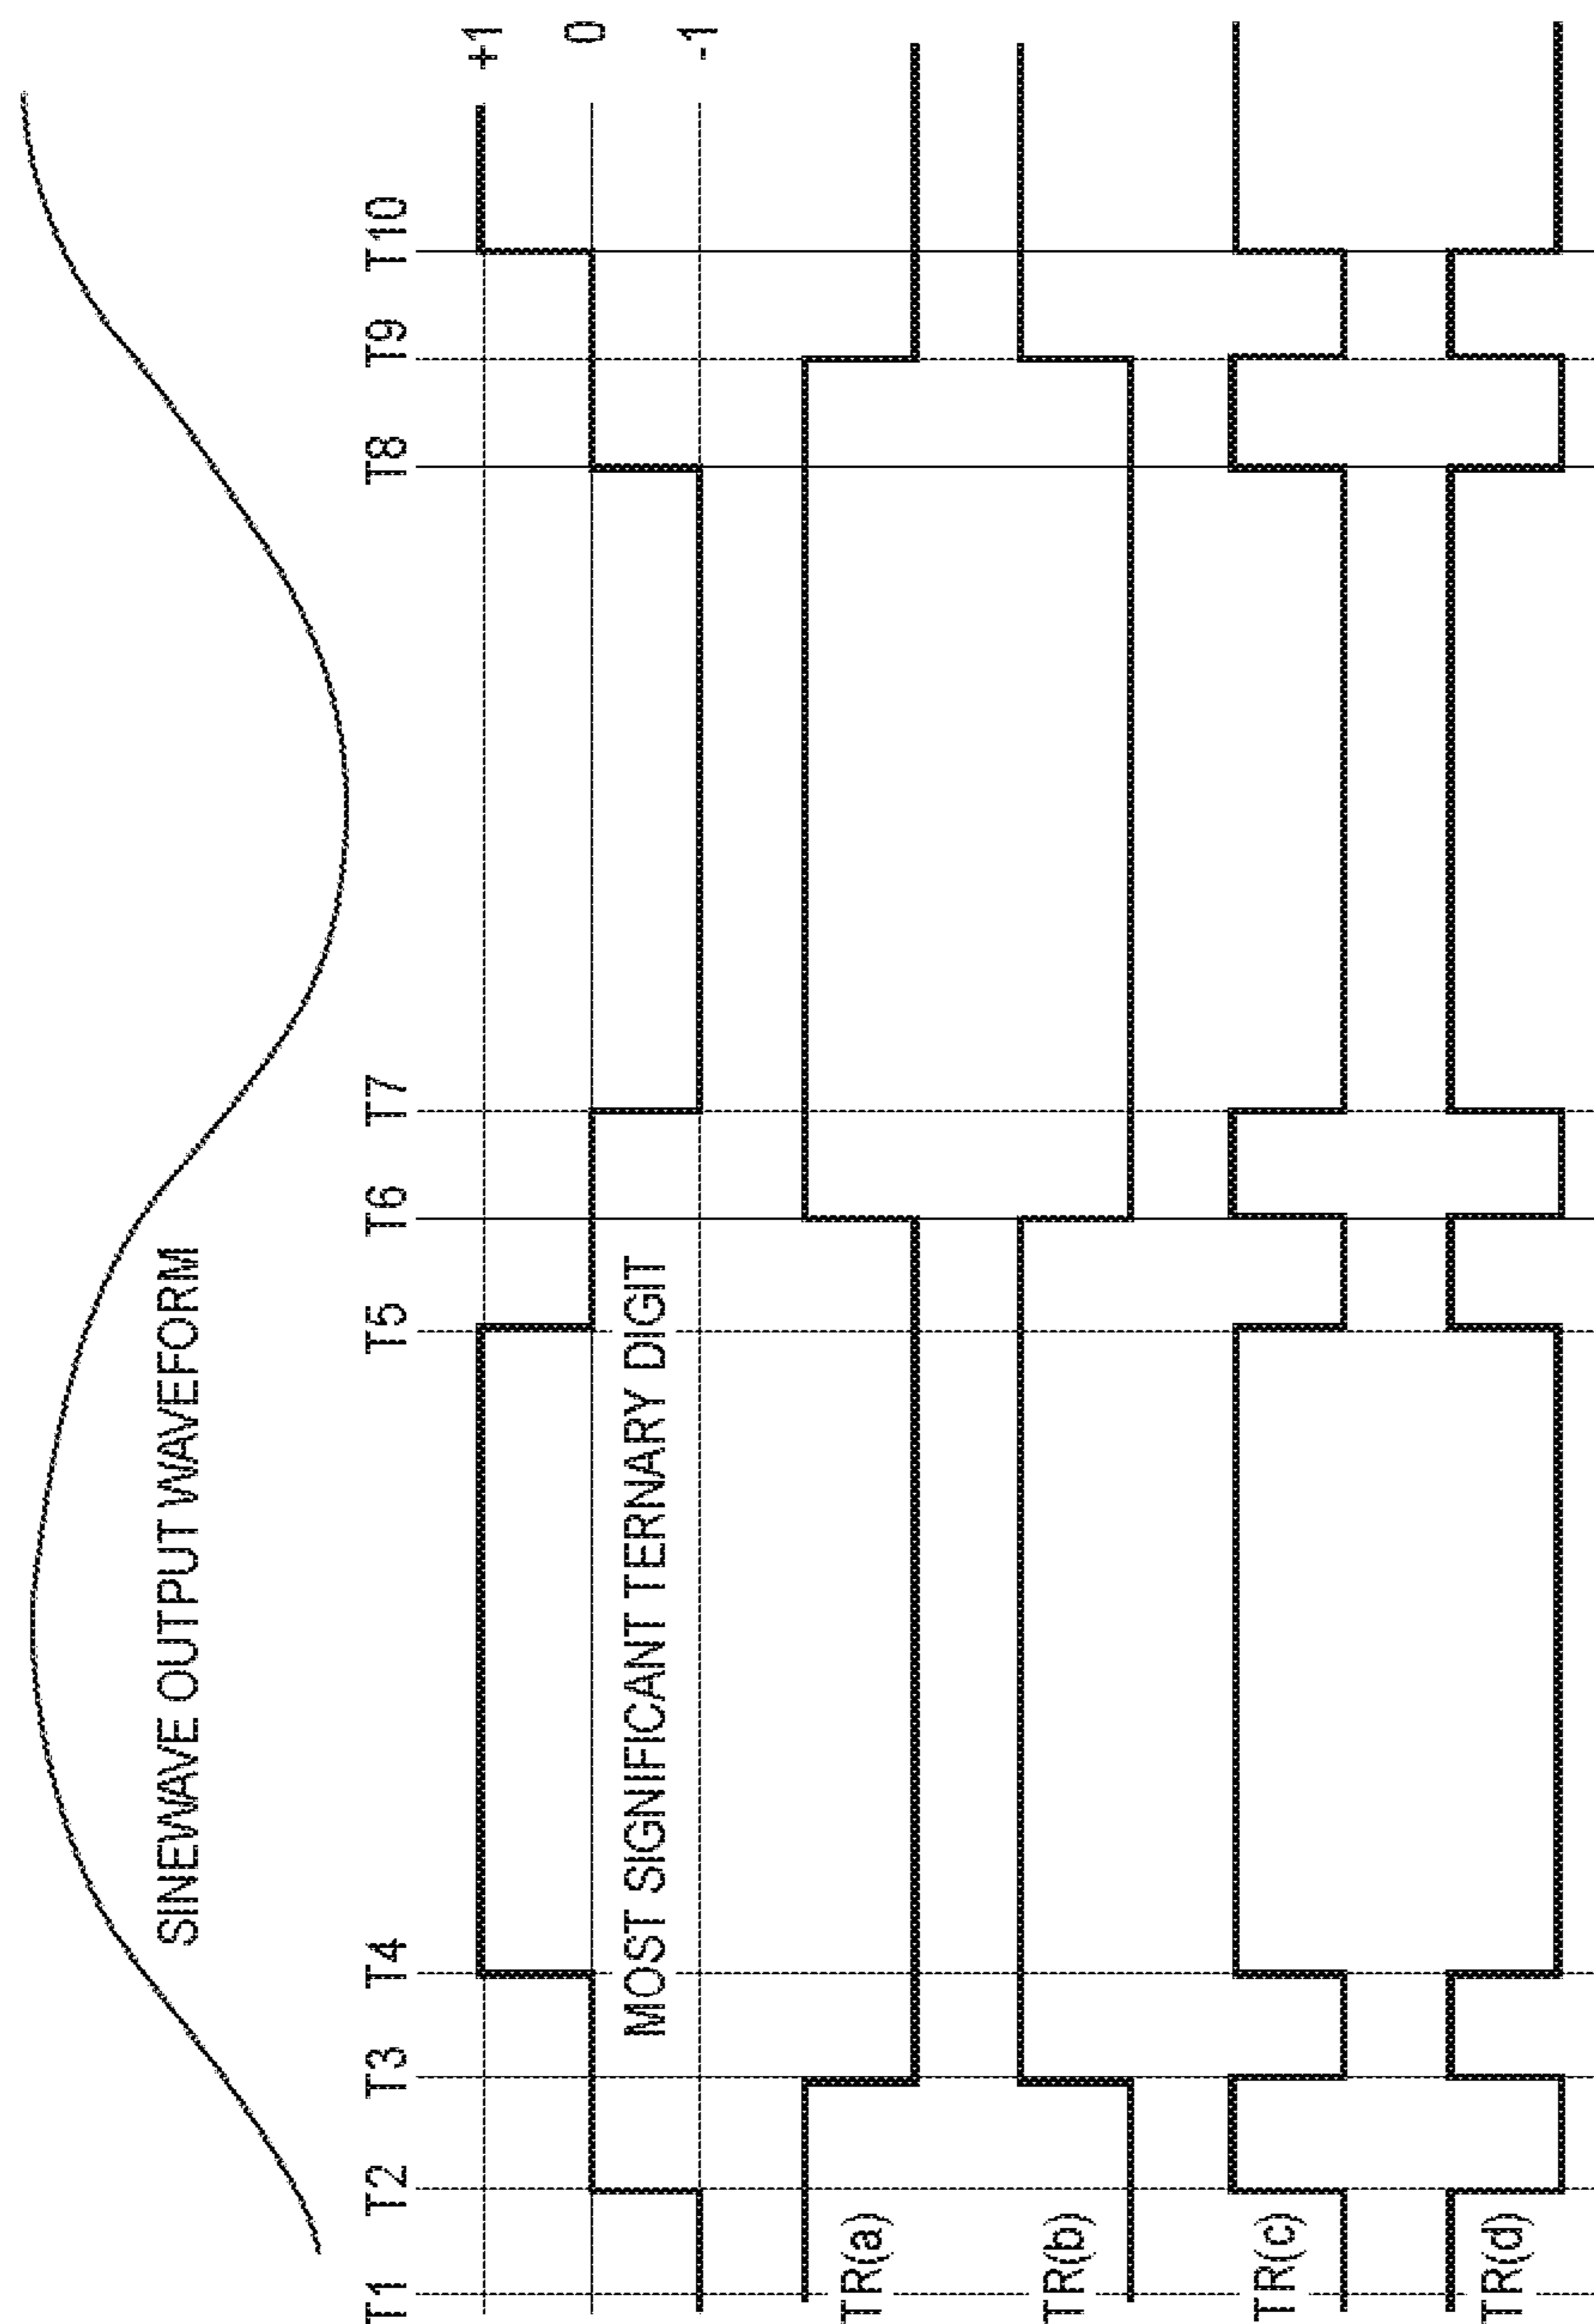 SINEWAVE OUTPUT WAVEFORM
T1 T2 T3 T4 T5 T6 T7 T8 T9 T10
+1
0
-1
MOST SIGNIFICANT TERNARY DIGIT
TR(a)
TR(b)
TR(c)
TR(d)